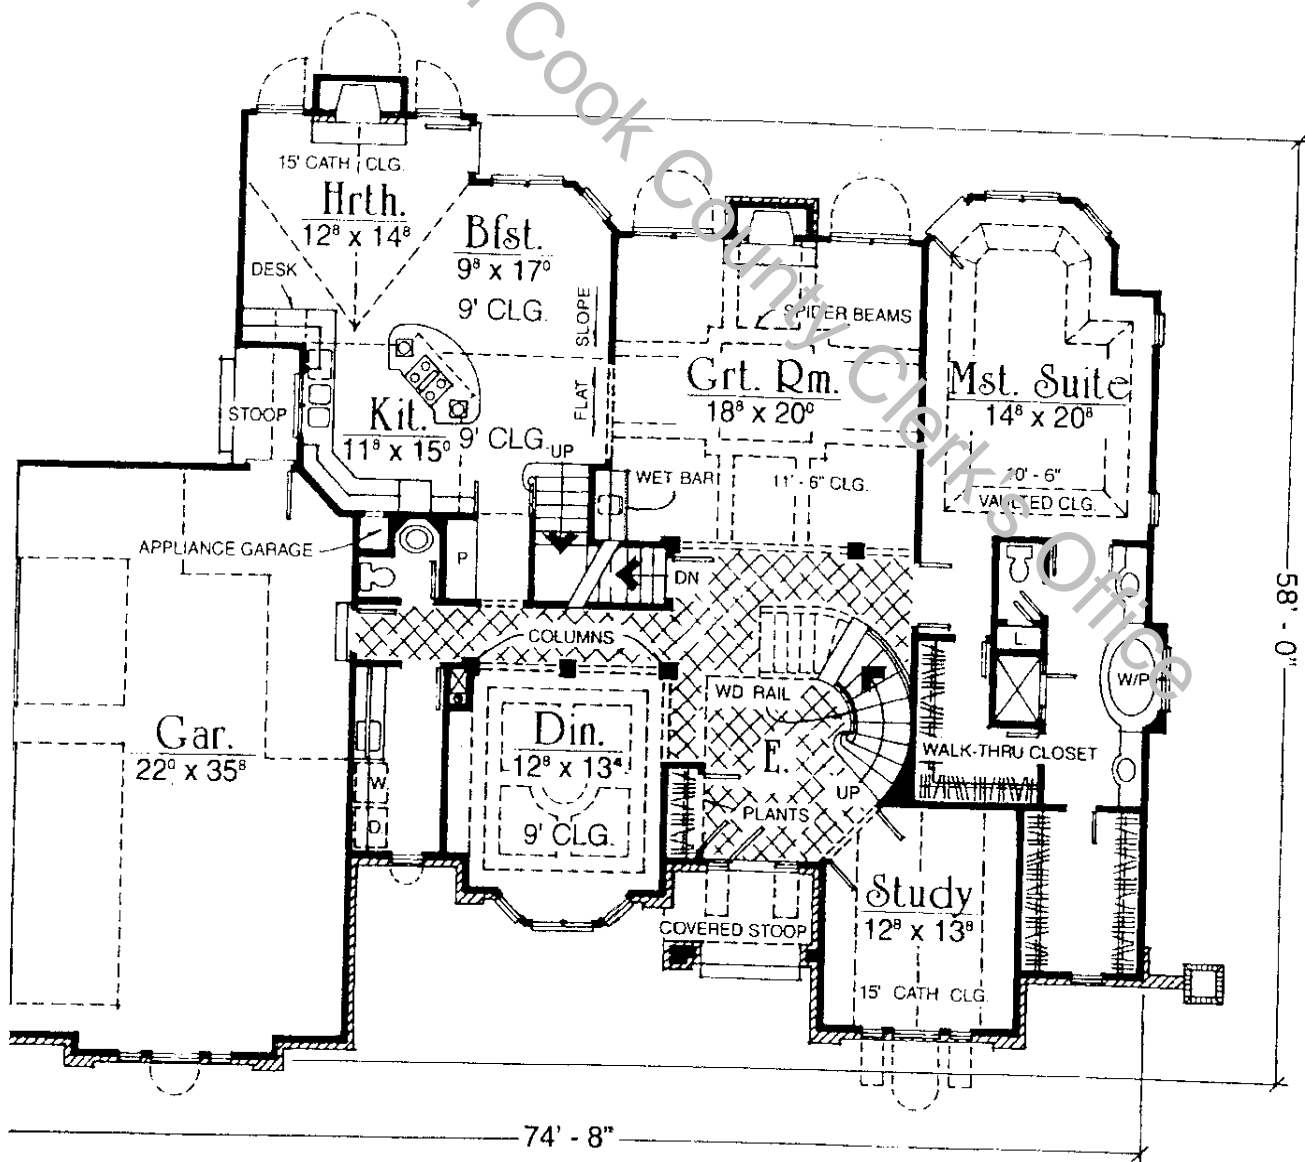 Cook County Clerk's Office
15' CATH CLG.
Hrth.
12⁸ x 14⁸
Bfst.
9⁸ x 17⁰
9' CLG.
DESK
SLOPE
FLAT
SPIDER BEAMS
Grt. Rm.
18⁸ x 20⁰
11' - 6" CLG.
Mst. Suite
14⁸ x 20⁸
10' - 6"
VAULTED CLG.
STOOP
Kit.
11⁸ x 15⁰
9' CLG.
UP
WET BAR
APPLIANCE GARAGE
P
DN
COLUMNS
L.
W/P
WD RAIL
WALK-THRU CLOSET
Gar.
22⁰ x 35⁸
Din.
12⁸ x 13⁴
9' CLG.
E.
UP
W
D
PLANTS
Study
12⁸ x 13⁸
15' CATH CLG.
COVERED STOOP
58' - 0"
74' - 8"